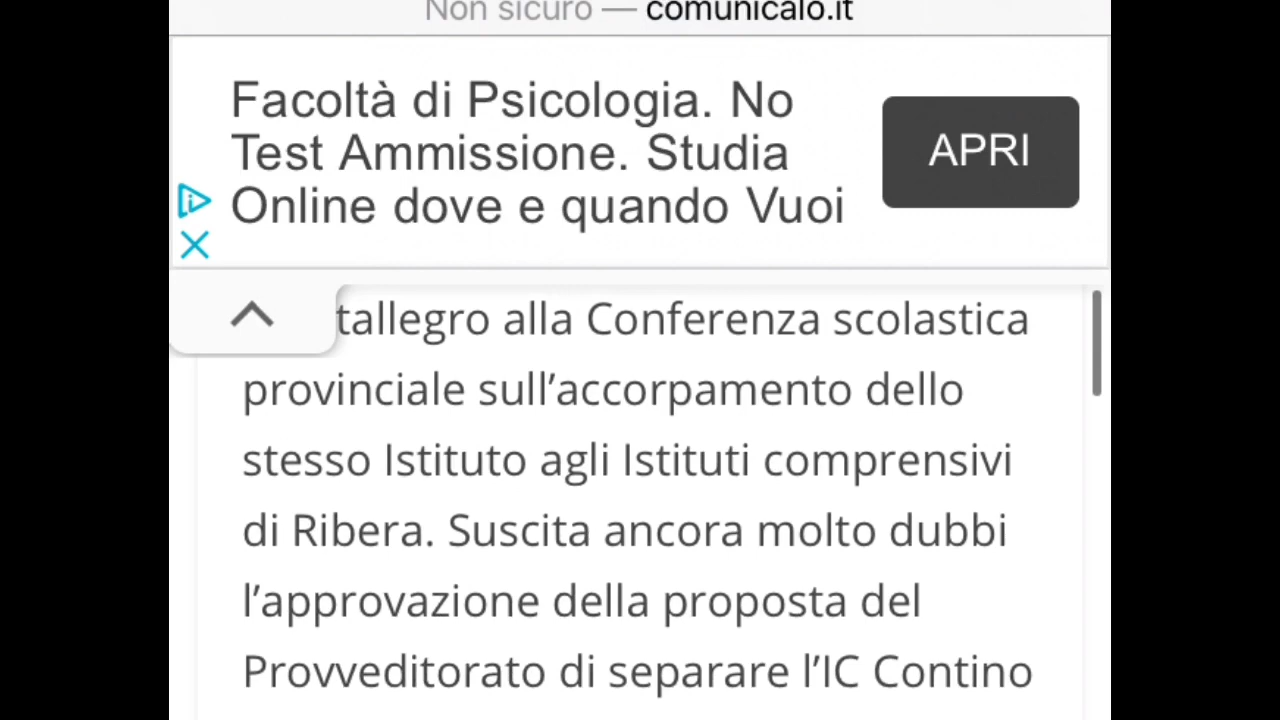 Non sicuro — comunicalo.it
Facoltà di Psicologia. No
Test Ammissione. Studia
Online dove e quando Vuoi
APRI
tallegro alla Conferenza scolastica
provinciale sull’accorpamento dello
stesso Istituto agli Istituti comprensivi
di Ribera. Suscita ancora molto dubbi
l’approvazione della proposta del
Provveditorato di separare l’IC Contino